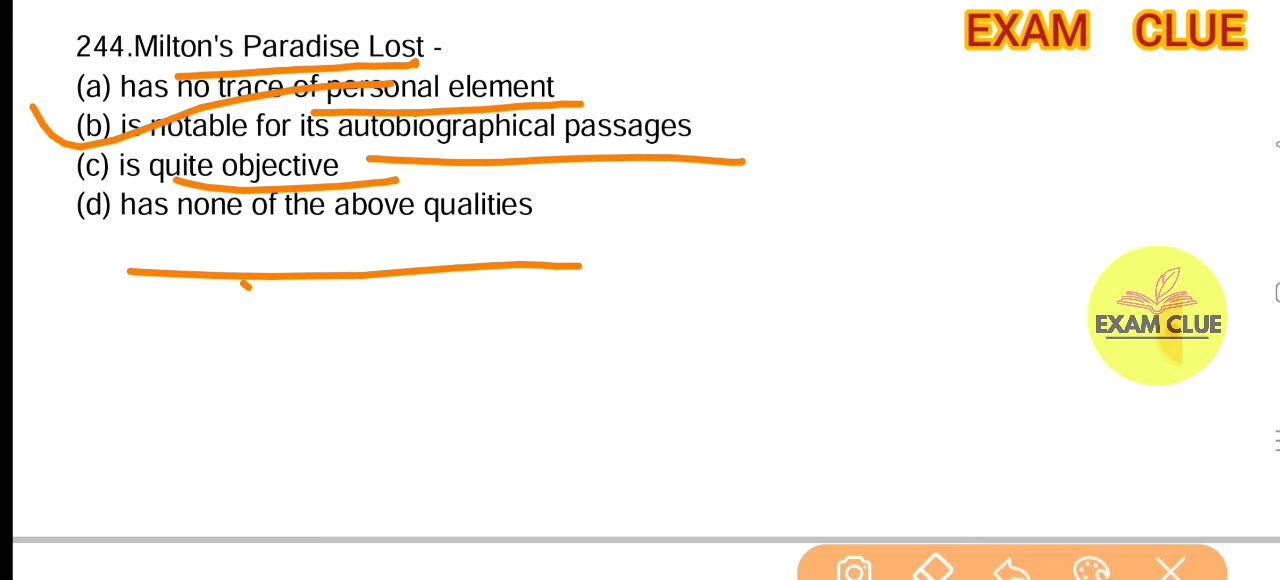 EXAM CLUE
244.Milton's Paradise Lost -
(a) has no trace of personal element
(b) is notable for its autobiographical passages
(c) is quite objective
(d) has none of the above qualities
EXAM CLUE